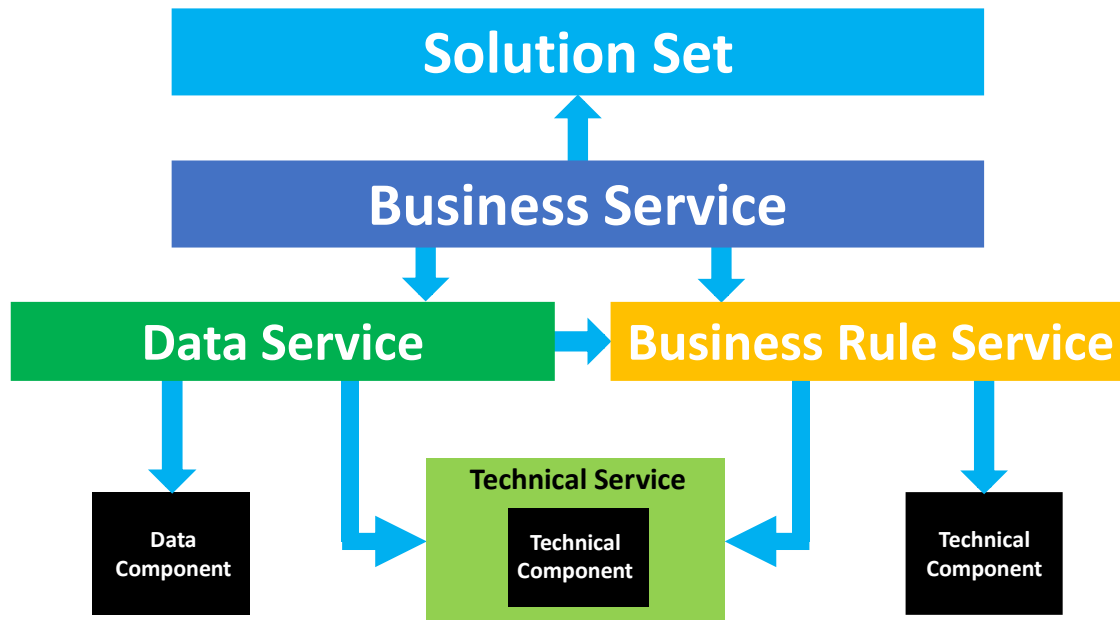 Solution Set
Business Service
Data Service
Business Rule Service
Technical Service
Data
Component
Technical
Component
Technical
Component